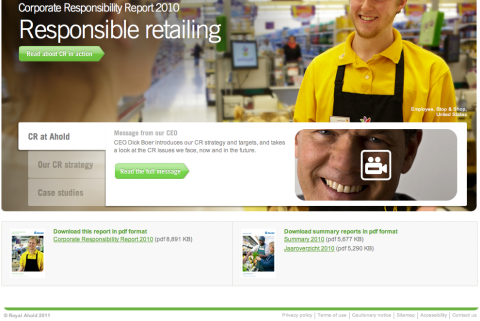 Corporate Responsibility Report 2010
Responsible retailing
Read about CR in action
Employee, Stop & Shop,
United States
CR at Ahold
Our CR strategy
Case studies
Message from our CEO
CEO Dick Boer introduces our CR strategy and targets, and takes
a look at the CR issues we face, now and in the future.
Read the full message
Download this report in pdf format
Corporate Responsibility Report 2010 (pdf 8,891 KB)
Download summary reports in pdf format
Summary 2010 (pdf 5,677 KB)
Jaaroverzicht 2010 (pdf 5,290 KB)
© Royal Ahold 2011
Privacy policy | Terms of use | Cautionary notice | Sitemap | Accessibility | Contact us